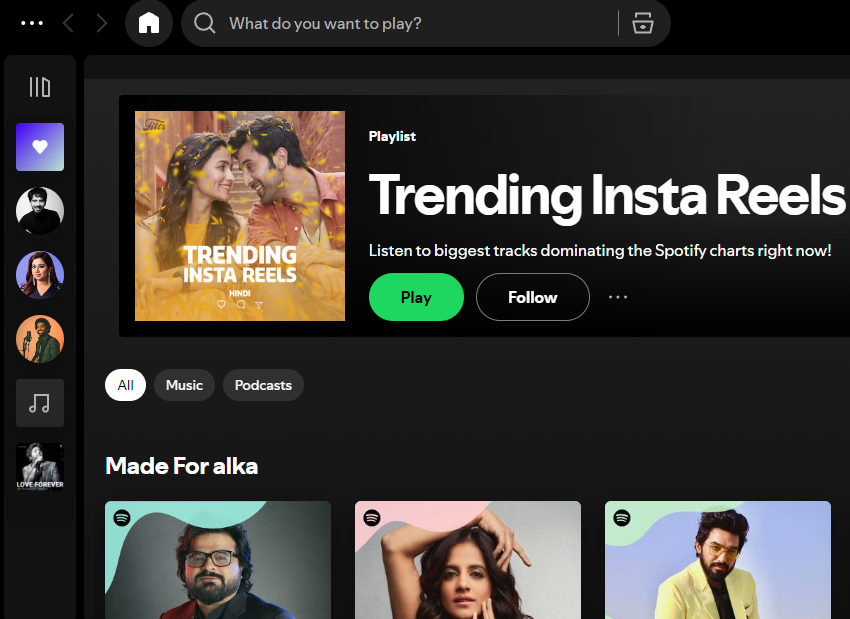 What do you want to play?
Playlist
Trending Insta Reels
Listen to biggest tracks dominating the Spotify charts right now!
Play
Follow
TRENDING
INSTA REELS
HINDI
All
Music
Podcasts
LOVE FOREVER
Made For alka